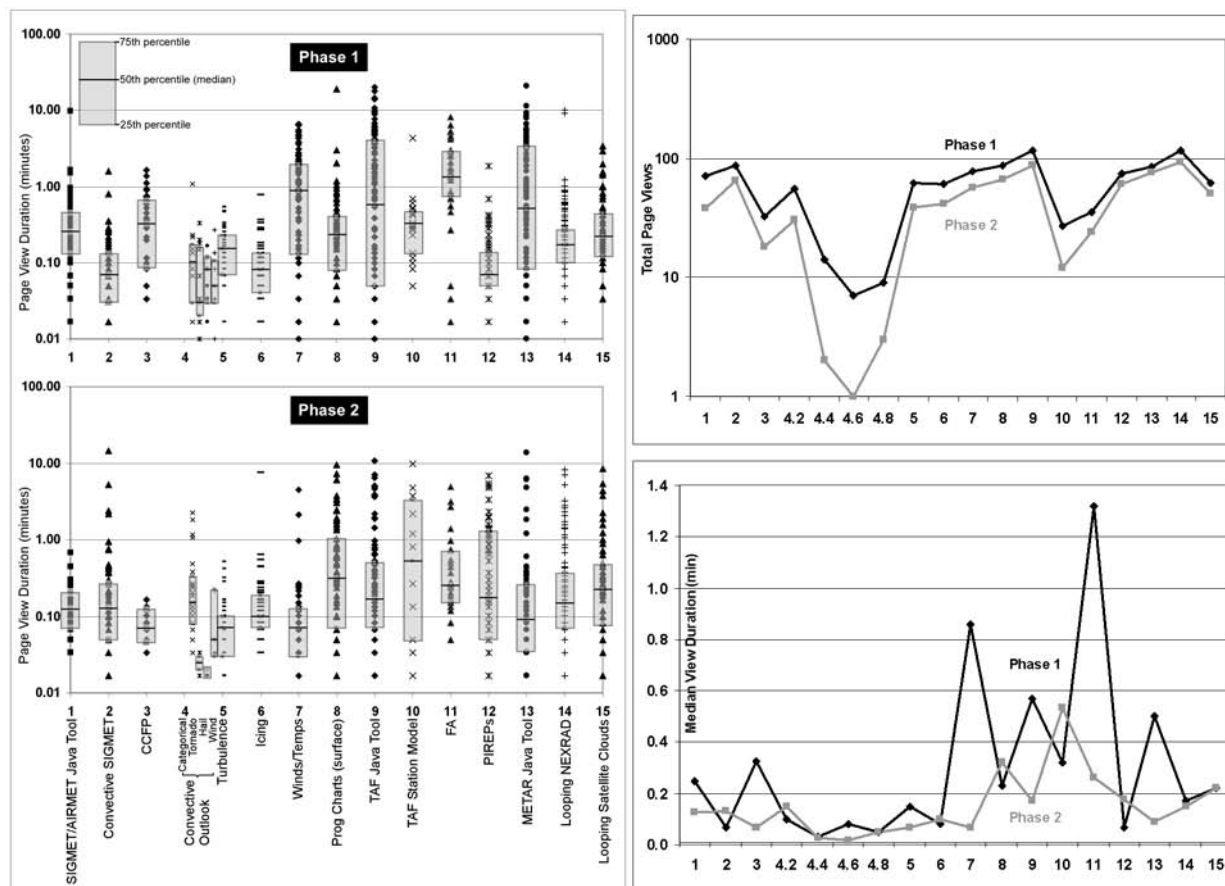 100.00
75th percentile
50th percentile (median)
25th percentile
Phase 1
10.00
1.00
0.10
0.01
Page View Duration (minutes)
1 2 3 4 5 6 7 8 9 10 11 12 13 14 15
100.00
Phase 2
10.00
1.00
0.10
0.01
Page View Duration (minutes)
1 2 3 4 5 6 7 8 9 10 11 12 13 14 15
SIGMET/AIRMET Java Tool
Convective SIGMET
CCFP
Categorical
Tornado
Hail
Wind
Convective
Outlook
Turbulence
Icing
Winds/Temps
Prog Charts (surface)
TAF Java Tool
TAF Station Model
FA
PIREPs
METAR Java Tool
Looping NEXRAD
Looping Satellite Clouds
1000
100
10
1
Total Page Views
Phase 1
Phase 2
1 2 3 4.2 4.4 4.6 4.8 5 6 7 8 9 10 11 12 13 14 15
1.4
1.2
1.0
0.8
0.6
0.4
0.2
0.0
Median View Duration (min)
Phase 1
Phase 2
1 2 3 4.2 4.4 4.6 4.8 5 6 7 8 9 10 11 12 13 14 15